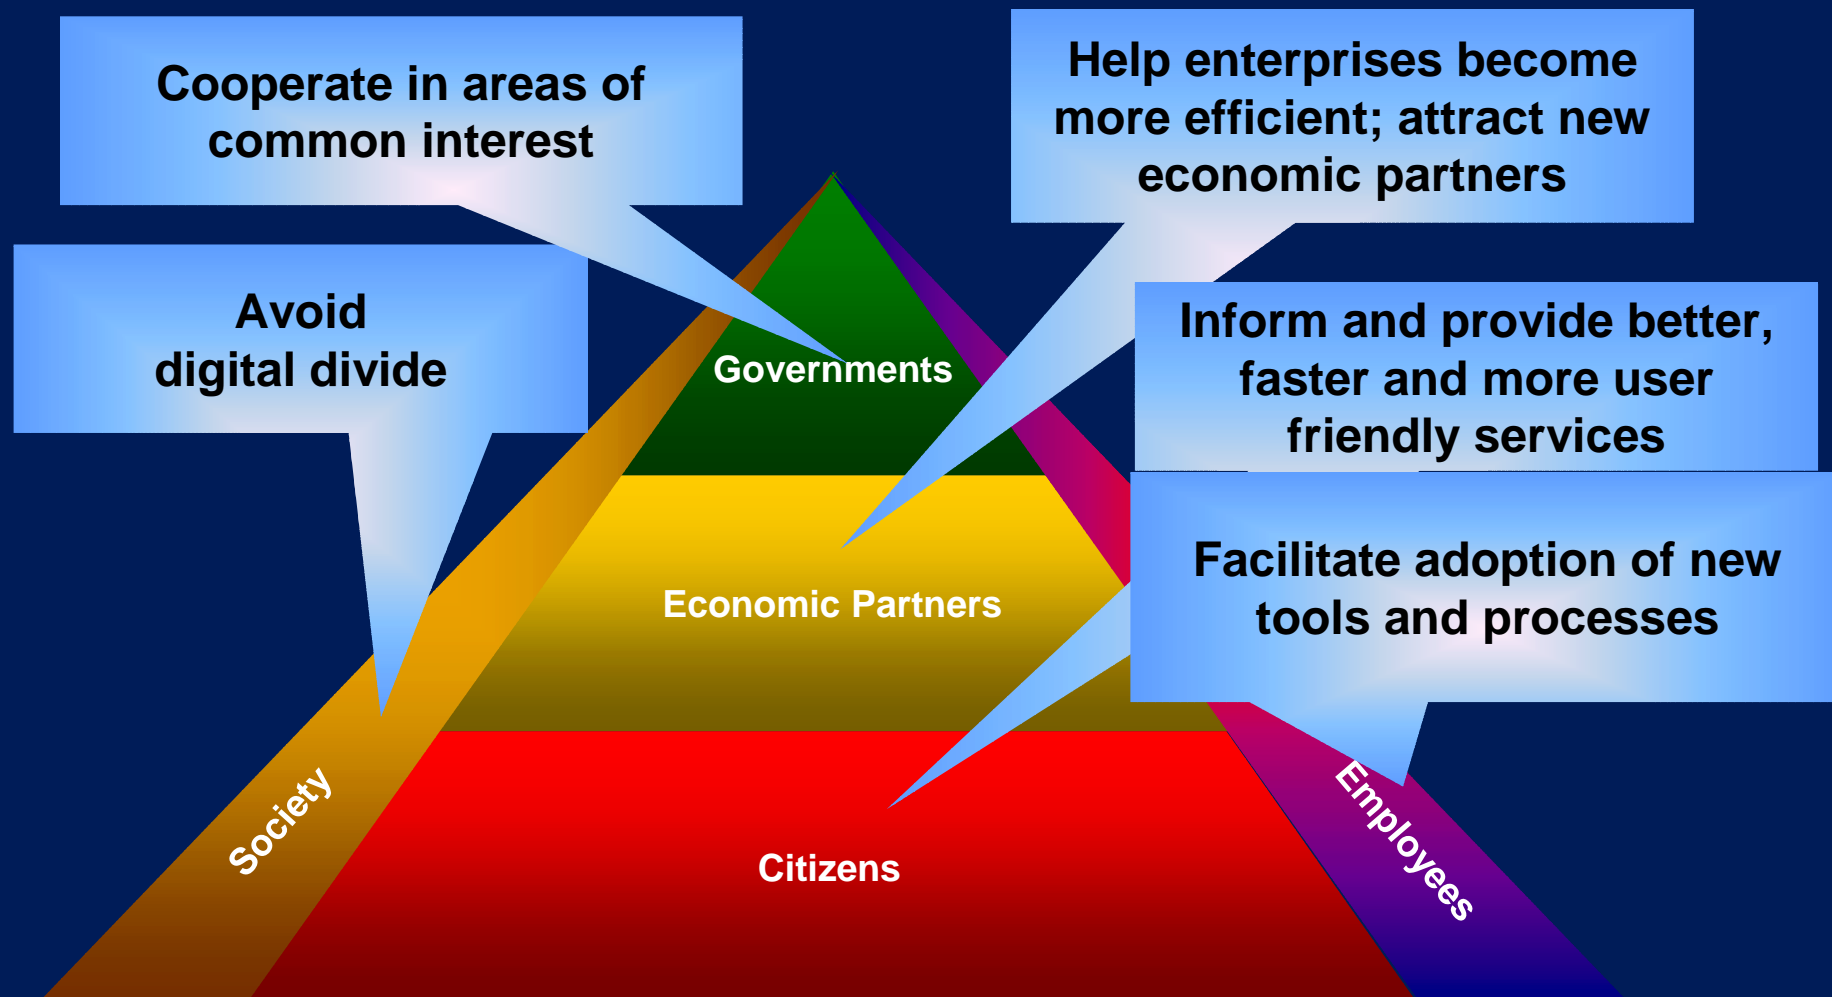 Cooperate in areas of
common interest
Help enterprises become
more efficient; attract new
economic partners
Avoid
digital divide
Inform and provide better,
faster and more user
friendly services
Governments
Facilitate adoption of new
tools and processes
Economic Partners
Society
Employees
Citizens